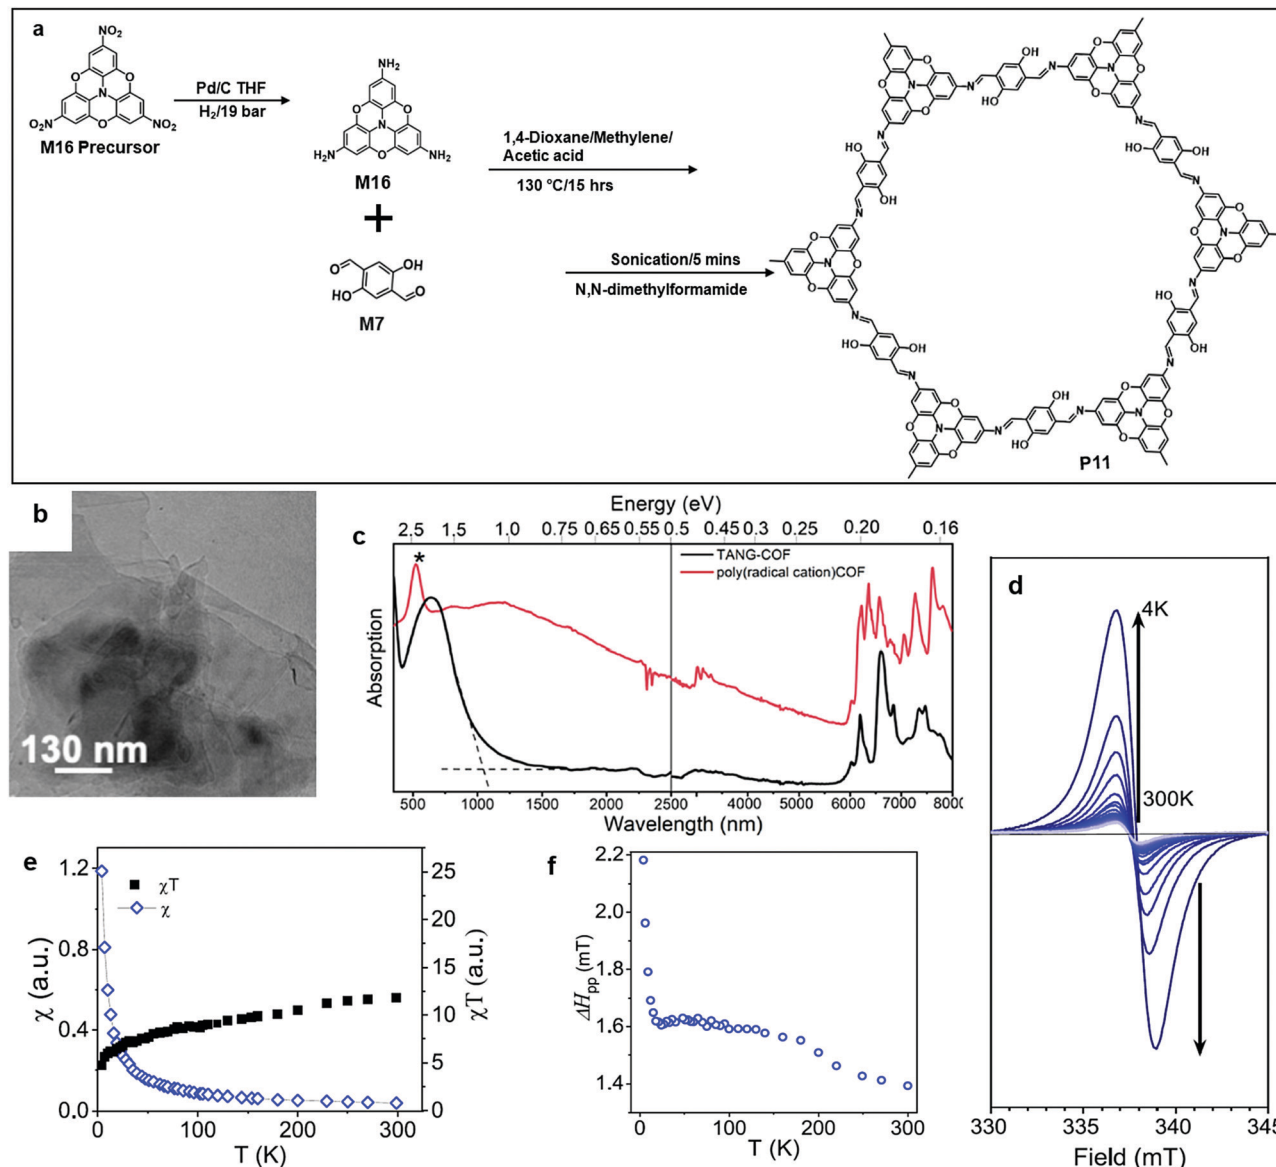 a
NO₂
NO₂
NO₂
O
O
N
O
M16 Precursor
Pd/C THF
H₂/19 bar
NH₂
O
O
N
NH₂
O
NH₂
M16
+
O
OH
HO
O
M7
1,4-Dioxane/Methylene/
Acetic acid
130 °C/15 hrs
Sonication/5 mins
N,N-dimethylformamide
P11
b
130 nm
c
Energy (eV)
2.5 1.5 1.0 0.75 0.65 0.55 0.5 0.45 0.3 0.25 0.20 0.16
*
TANG-COF
poly(radical cation)COF
Absorption
500 1000 1500 2000 2500 3000 4000 5000 6000 7000 8000
Wavelength (nm)
d
4K
300K
330 335 340 345
Field (mT)
e
χT
χ
1.2
0.8
0.4
0.0
χ (a.u.)
25
20
15
10
5
0
χT (a.u.)
0 100 200 300
T (K)
f
2.2
2.0
1.8
1.6
1.4
ΔHpp (mT)
0 100 200 300
T (K)